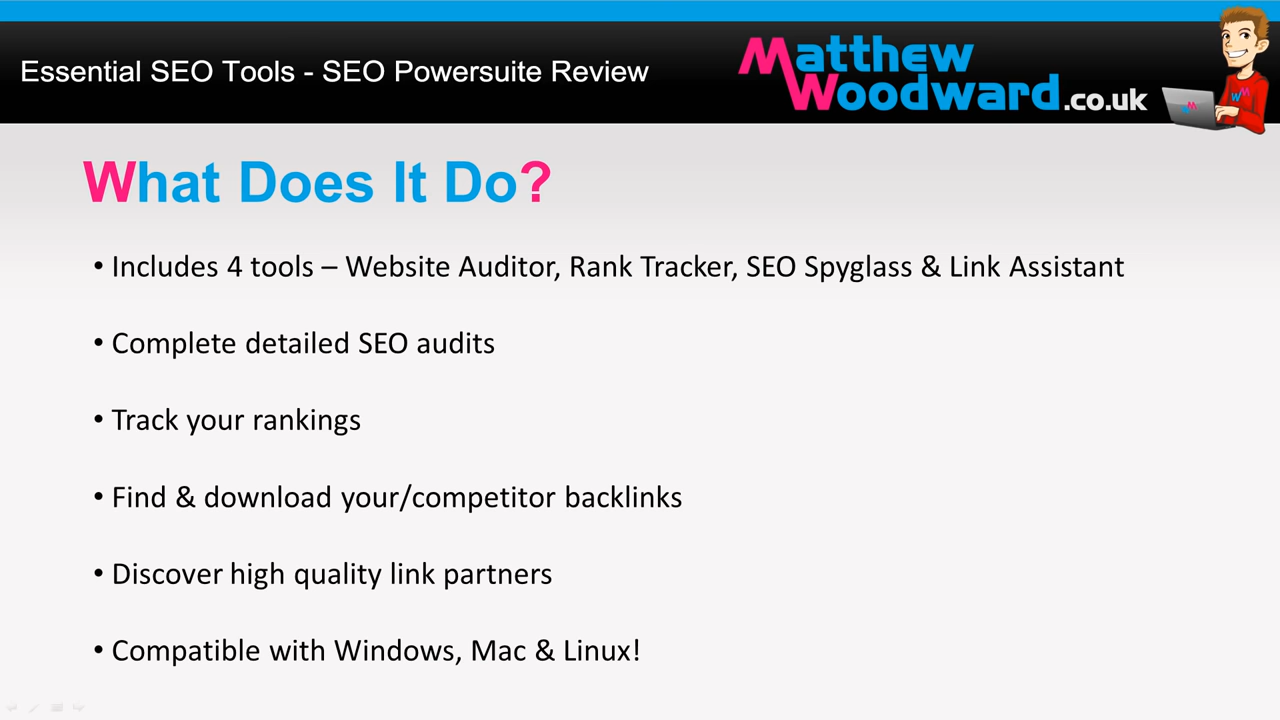 Essential SEO Tools - SEO Powersuite Review
Matthew
Woodward.co.uk
What Does It Do?
• Includes 4 tools – Website Auditor, Rank Tracker, SEO Spyglass & Link Assistant
• Complete detailed SEO audits
• Track your rankings
• Find & download your/competitor backlinks
• Discover high quality link partners
• Compatible with Windows, Mac & Linux!